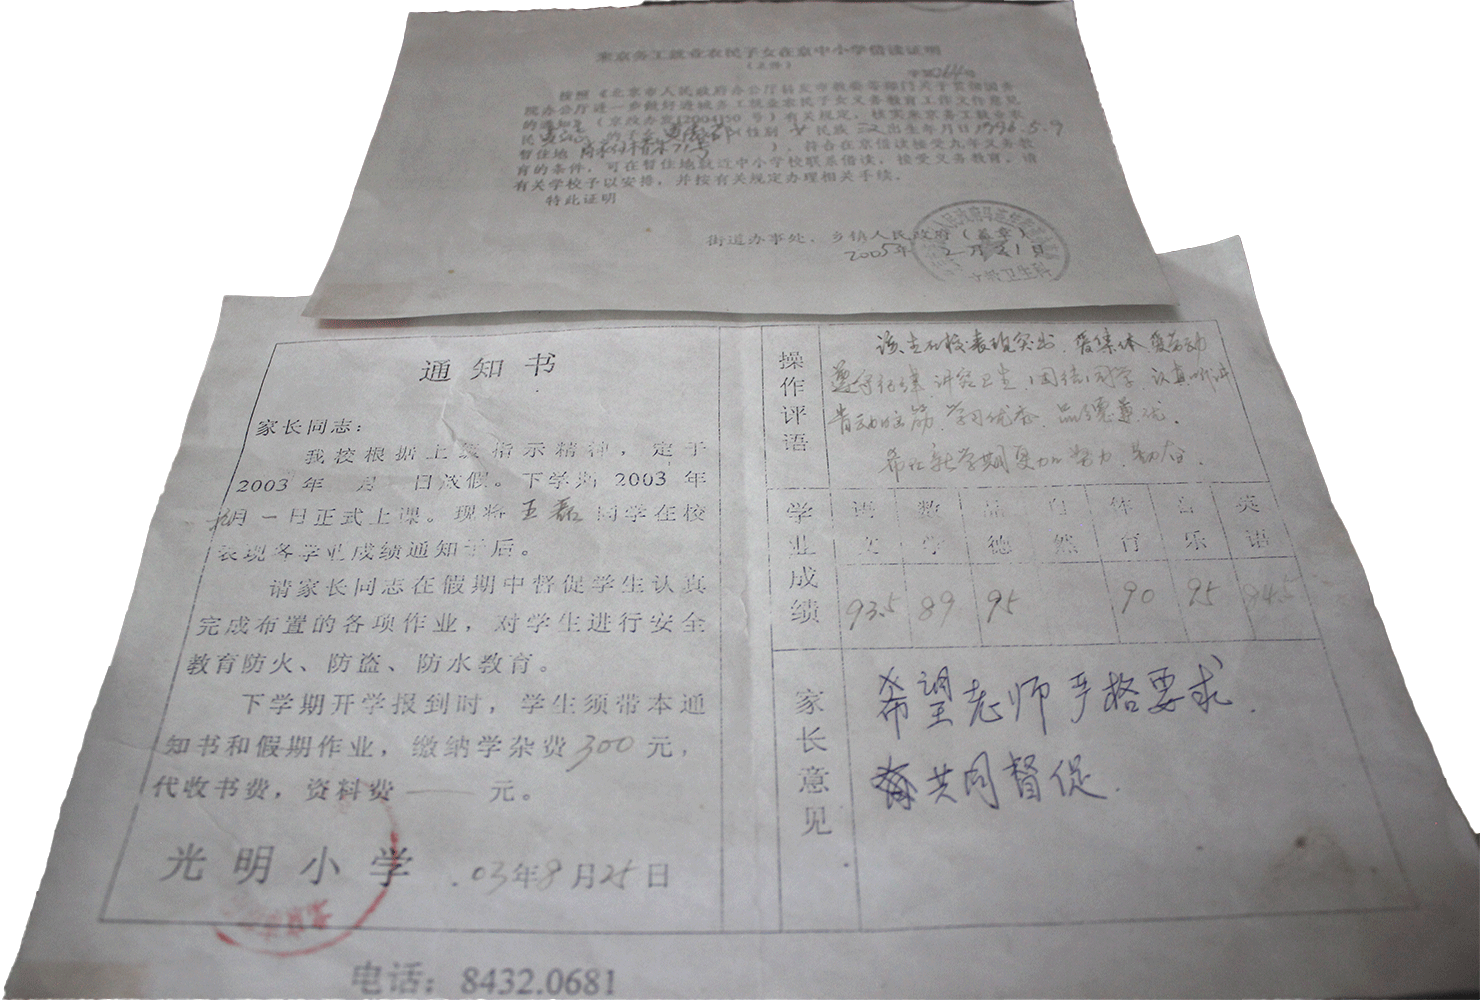 来京务工就业农民子女在京中小学借读证明
（正件）
字第264号
按照《北京市人民政府办公厅转发市教委等部门关于贯彻国务
院办公厅进一步做好进城务工就业农民子女义务教育工作文件意见
的通知》（京政办发[2004]50 号）有关规定，核实来京务工就业农
民 的子女 （性别 女 民族 汉 出生年月日 1996.5.9
暂住地 ），符合在京借读接受九年义务教
育的条件，可在暂住地就近中小学校联系借读，接受义务教育，请
有关学校予以安排，并按有关规定办理相关手续。
特此证明
街道办事处、乡镇人民政府（盖章）
2005年 2月21日
通知书
家长同志：
我校根据上级指示精神，定于
2003 年 月 日放假。下学期 2003 年
九月一日正式上课。现将王磊同学在校
表现各学业成绩通知于后。
请家长同志在假期中督促学生认真
完成布置的各项作业，对学生进行安全
教育防火、防盗、防水教育。
下学期开学报到时，学生须带本通
知书和假期作业，缴纳学杂费300元，
代收书费，资料费——元。
光明小学 03年8月25日
电话：8432.0681
操作评语
该生在校表现突出，爱集体爱劳动
遵守纪律，讲究卫生，团结同学，认真听讲
肯动脑筋，学习优秀，品德兼优。
希在新学期更加努力，勤奋。
学业成绩
语文 数学 品德 自然 体育 音乐 英语
93.5 89 95 90 95 94.5
家长意见
希望老师严格要求.
共同督促.